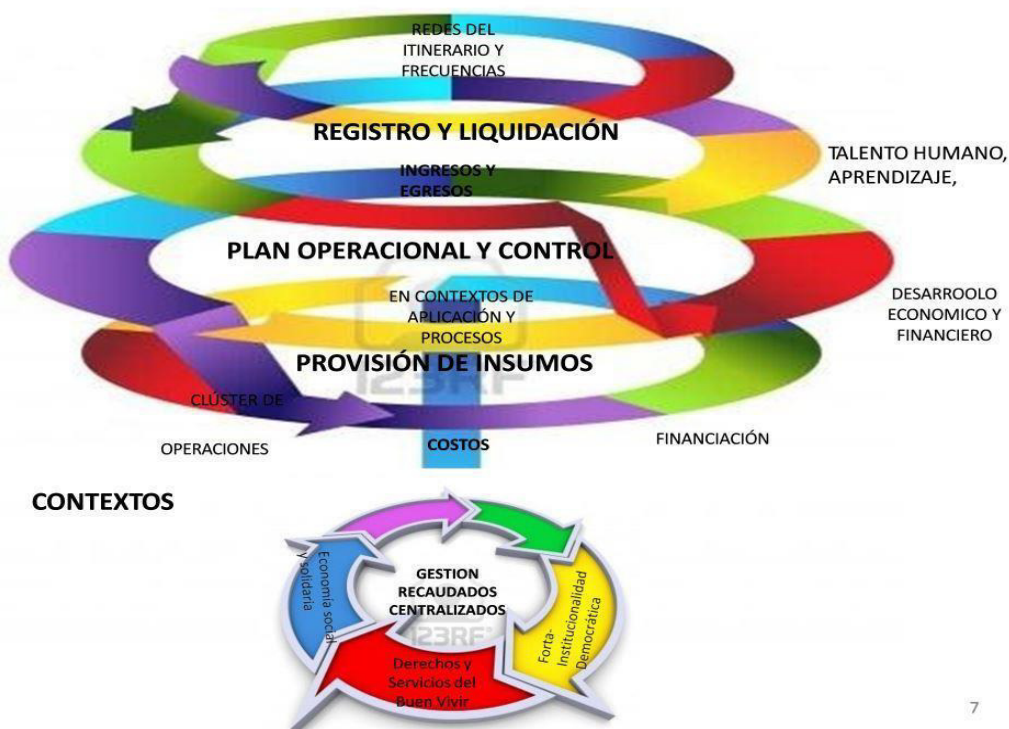 REDES DEL
ITINERARIO Y
FRECUENCIAS
REGISTRO Y LIQUIDACIÓN
TALENTO HUMANO,
APRENDIZAJE,
INGRESOS Y
EGRESOS
PLAN OPERACIONAL Y CONTROL
EN CONTEXTOS DE
APLICACIÓN Y
PROCESOS
DESARROOLO
ECONOMICO Y
FINANCIERO
PROVISIÓN DE INSUMOS
123RF
CLÚSTER DE
OPERACIONES
COSTOS
FINANCIACIÓN
CONTEXTOS
Economía social
y solidaria
GESTION
RECAUDADOS
CENTRALIZADOS
123RF
Forta-
Institucionalidad
Democrática
Derechos y
Servicios del
Buen Vivir
7